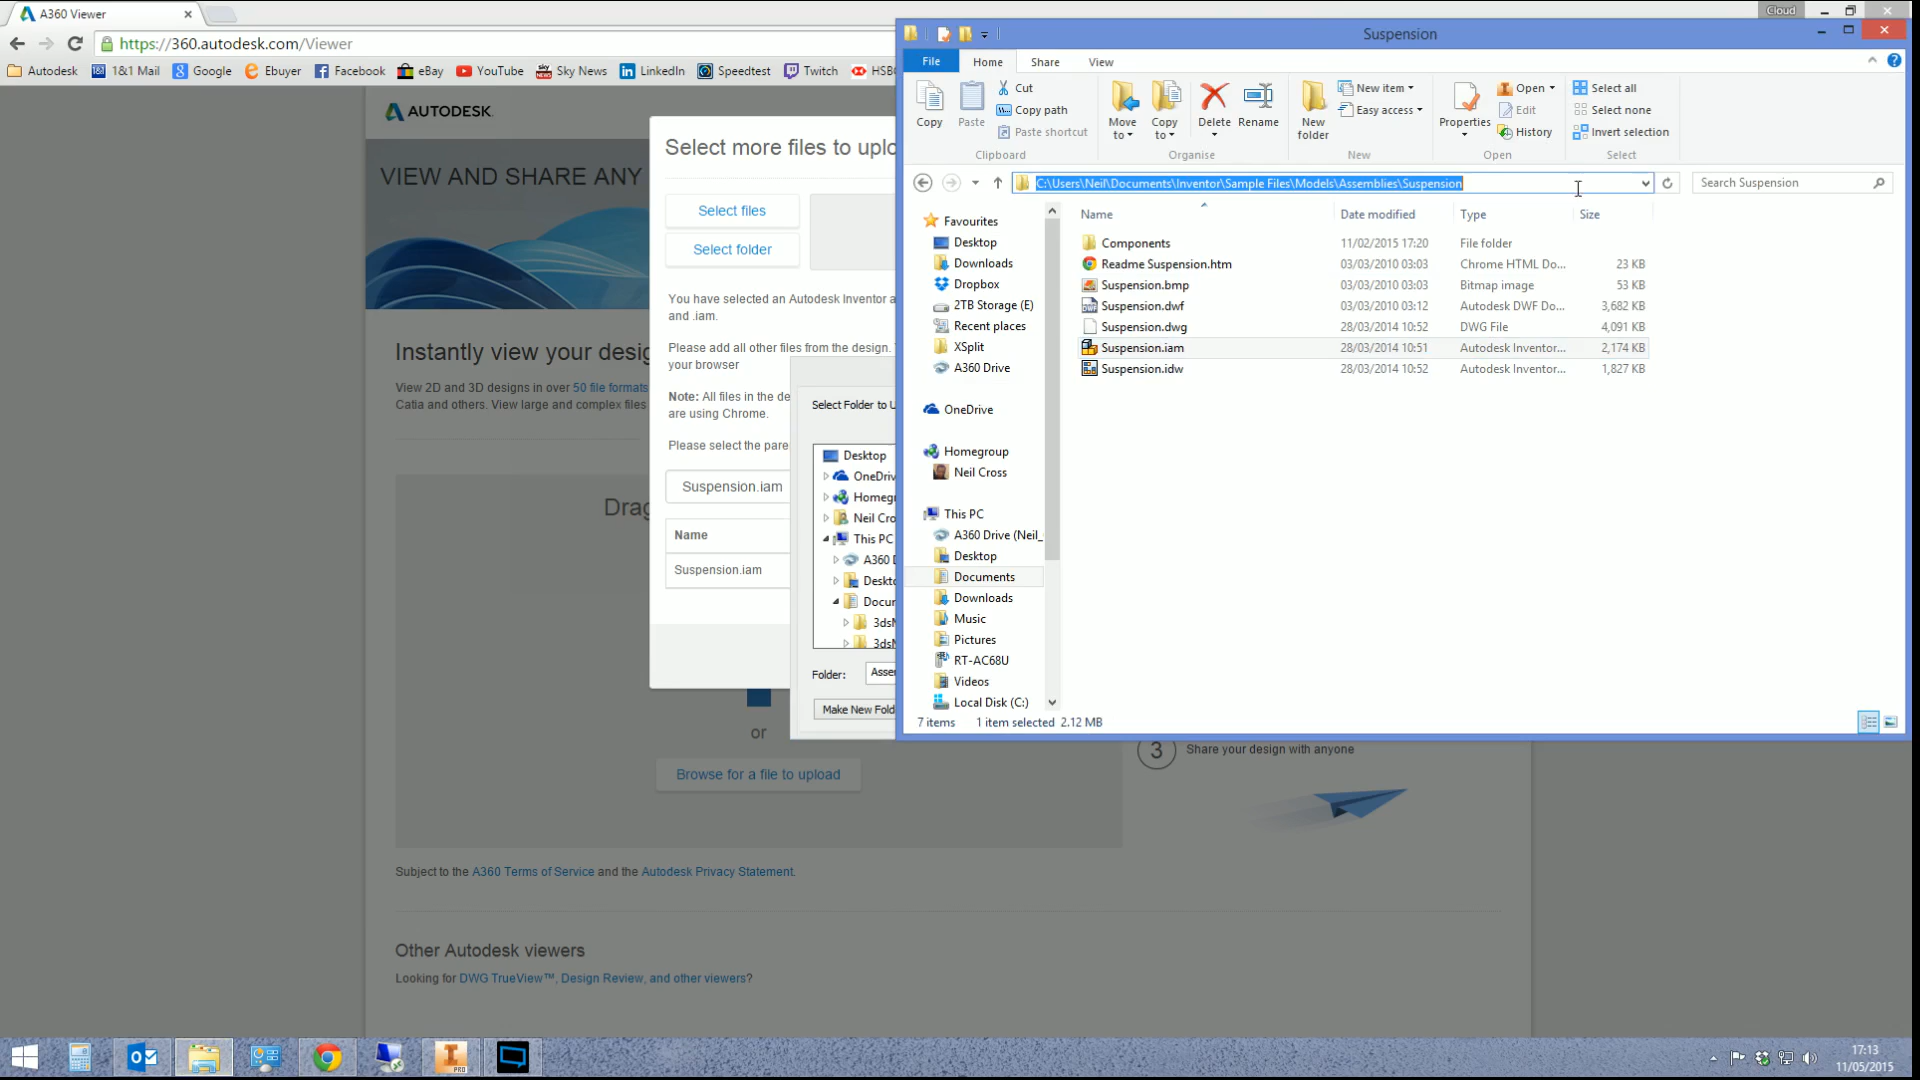 A360 Viewer
https://360.autodesk.com/Viewer
Autodesk 1&1 Mail Google Ebuyer Facebook eBay YouTube Sky News LinkedIn Speedtest Twitch HSBC
Cloud
AUTODESK
VIEW AND SHARE ANY
Instantly view your desig
View 2D and 3D designs in over 50 file formats
Catia and others. View large and complex files
Drag
or
Browse for a file to upload
Subject to the A360 Terms of Service and the Autodesk Privacy Statement.
Other Autodesk viewers
Looking for DWG TrueView™, Design Review, and other viewers?
3 Share your design with anyone
Select more files to uplo
Select files
Select folder
You have selected an Autodesk Inventor a
and .iam.
Please add all other files from the design.
your browser
Note: All files in the de
are using Chrome.
Please select the pare
Suspension.iam
Name
Suspension.iam
Select Folder to U
Desktop
OneDriv
Homeg
Neil Cro
This PC
A360 D
Deskto
Docun
3dsM
3dsM
Folder: Asse
Make New Fold
Suspension
File Home Share View
Copy
Paste
Cut
Copy path
Paste shortcut
Clipboard
Move to
Copy to
Delete
Rename
Organise
New folder
New item
Easy access
New
Properties
Open
Edit
History
Open
Select all
Select none
Invert selection
Select
C:\Users\Neil\Documents\Inventor\Sample Files\Models\Assemblies\Suspension
Search Suspension
Favourites
Desktop
Downloads
Dropbox
2TB Storage (E)
Recent places
XSplit
A360 Drive
OneDrive
Homegroup
Neil Cross
This PC
A360 Drive (Neil_
Desktop
Documents
Downloads
Music
Pictures
RT-AC68U
Videos
Local Disk (C:)
Name Date modified Type Size
Components 11/02/2015 17:20 File folder
Readme Suspension.htm 03/03/2010 03:03 Chrome HTML Do... 23 KB
Suspension.bmp 03/03/2010 03:03 Bitmap image 53 KB
Suspension.dwf 03/03/2010 03:12 Autodesk DWF Do... 3,682 KB
Suspension.dwg 28/03/2014 10:52 DWG File 4,091 KB
Suspension.iam 28/03/2014 10:51 Autodesk Inventor... 2,174 KB
Suspension.idw 28/03/2014 10:52 Autodesk Inventor... 1,827 KB
7 items 1 item selected 2.12 MB
PRO
17:13
11/05/2015